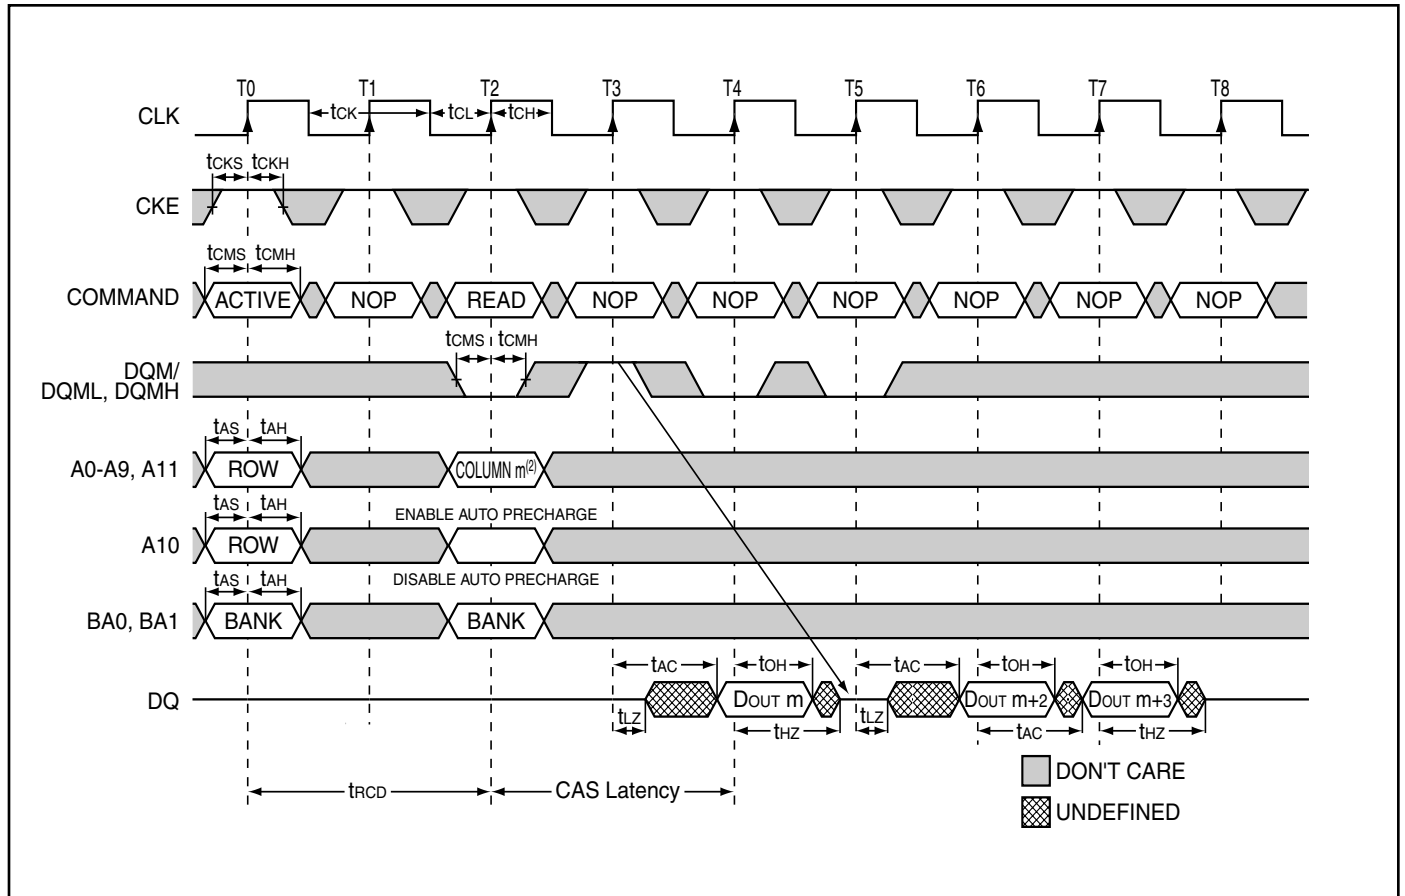 T0 T1 T2 T3 T4 T5 T6 T7 T8
CLK
tCK tCL tCH
tCKS tCKH
CKE
tCMS tCMH
COMMAND ACTIVE NOP READ NOP NOP NOP NOP NOP NOP
tCMS tCMH
DQM/
DQML, DQMH
tAS tAH
A0-A9, A11 ROW COLUMN m(2)
tAS tAH ENABLE AUTO PRECHARGE
A10 ROW
tAS tAH DISABLE AUTO PRECHARGE
BA0, BA1 BANK BANK
tAC tOH tAC tOH tOH
DQ DOUT m DOUT m+2 DOUT m+3
tLZ tHZ tLZ tAC tHZ
DON'T CARE
tRCD CAS Latency
UNDEFINED